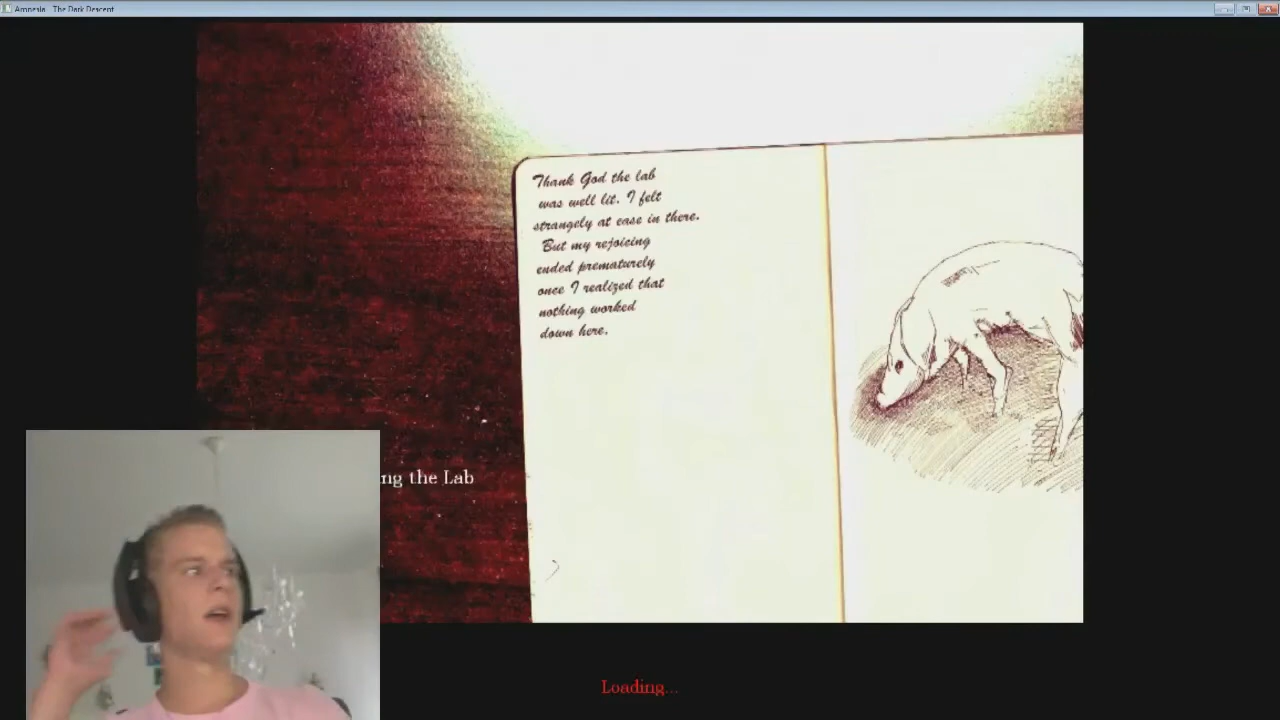 Amnesia - The Dark Descent
Thank God the lab
was well lit. I felt
strangely at ease in there.
But my rejoicing
ended prematurely
once I realized that
nothing worked
down here.
ng the Lab
Loading...